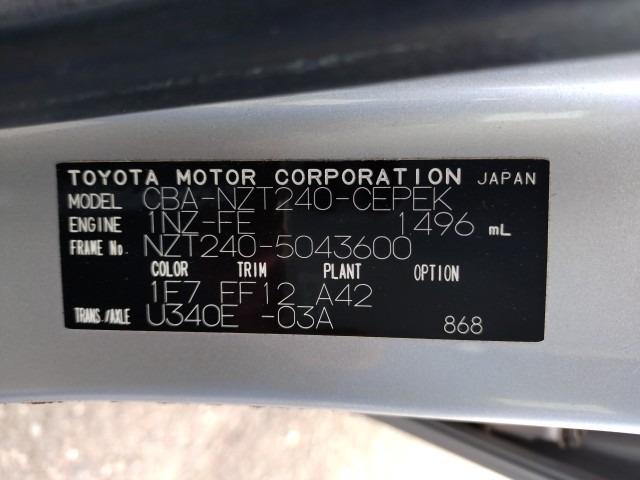 TOYOTA MOTOR CORPORATION JAPAN
MODEL CBA-NZT240-CEPEK
ENGINE 1NZ-FE 1496 mL
FRAME No. NZT240-5043600
COLOR TRIM PLANT OPTION
1F7 FF12 A42
TRANS./AXLE U340E -03A 868